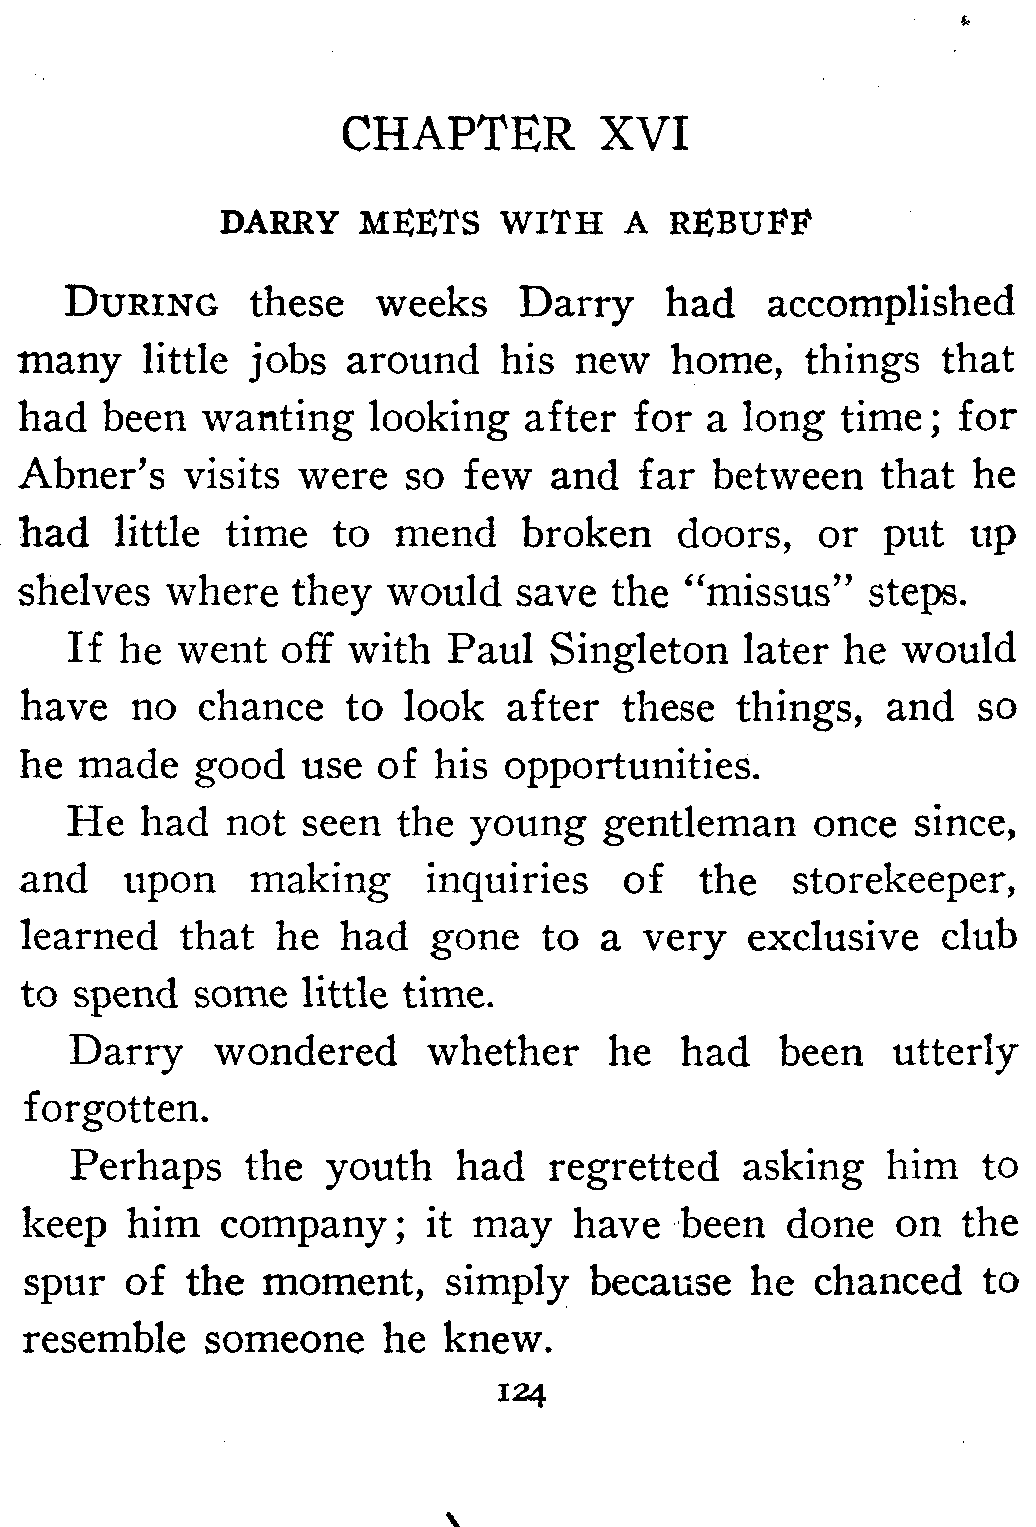 CHAPTER XVI
DARRY MEETS WITH A REBUFF
DURING these weeks Darry had accomplished
many little jobs around his new home, things that
had been wanting looking after for a long time; for
Abner's visits were so few and far between that he
had little time to mend broken doors, or put up
shelves where they would save the "missus" steps.
If he went off with Paul Singleton later he would
have no chance to look after these things, and so
he made good use of his opportunities.
He had not seen the young gentleman once since,
and upon making inquiries of the storekeeper,
learned that he had gone to a very exclusive club
to spend some little time.
Darry wondered whether he had been utterly
forgotten.
Perhaps the youth had regretted asking him to
keep him company; it may have been done on the
spur of the moment, simply because he chanced to
resemble someone he knew.
124